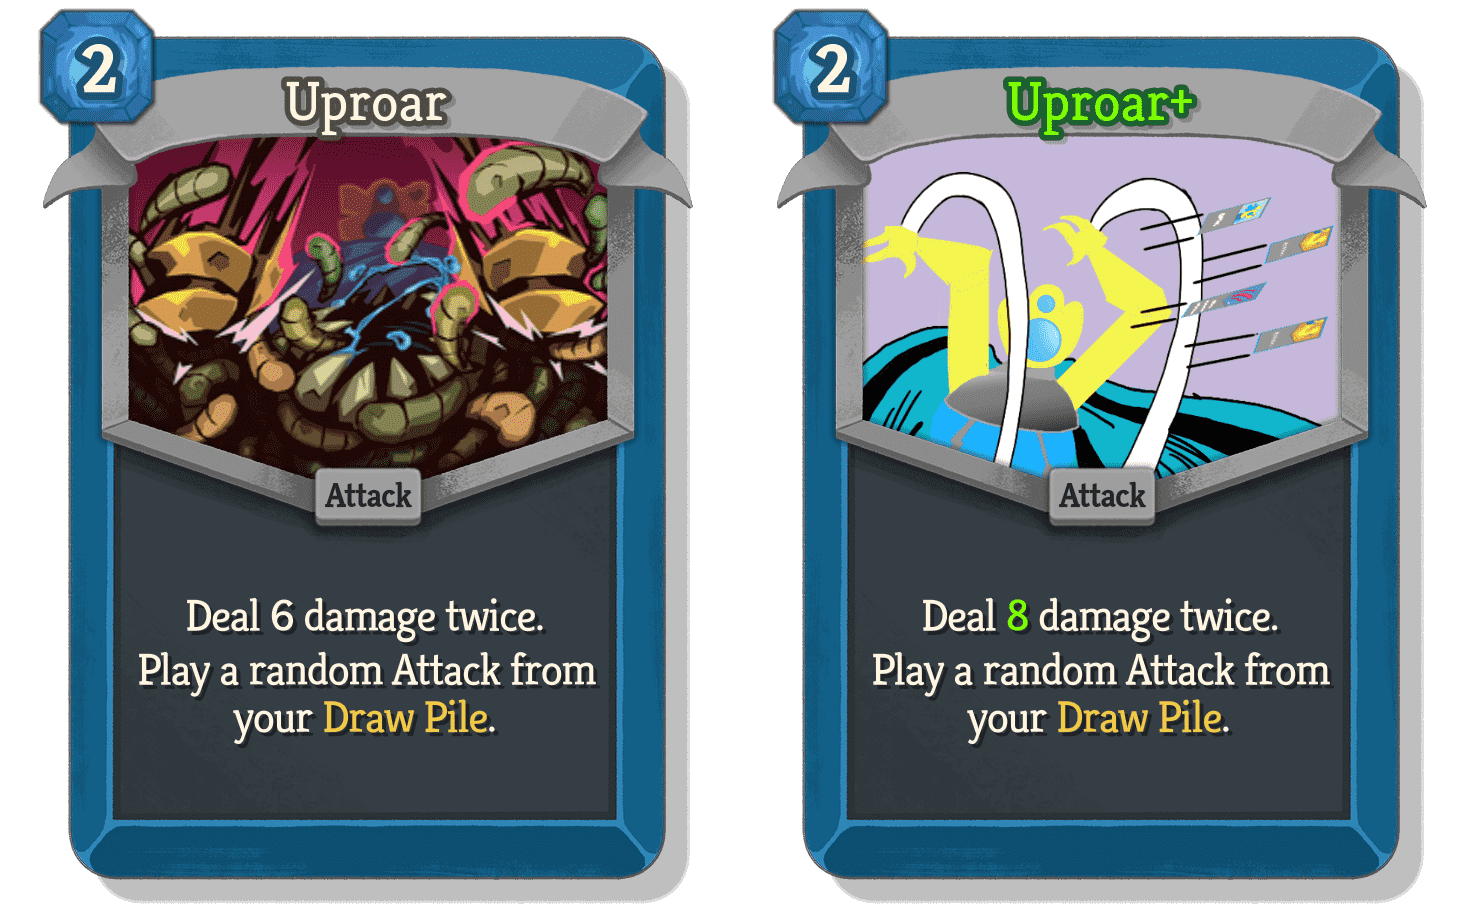 2
Uproar
Attack
Deal 6 damage twice.
Play a random Attack from
your Draw Pile.
2
Uproar+
Attack
Deal 8 damage twice.
Play a random Attack from
your Draw Pile.